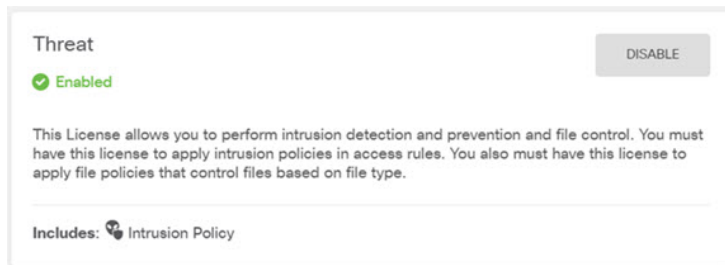 Threat
DISABLE
Enabled
This License allows you to perform intrusion detection and prevention and file control. You must
have this license to apply intrusion policies in access rules. You also must have this license to
apply file policies that control files based on file type.
Includes: Intrusion Policy